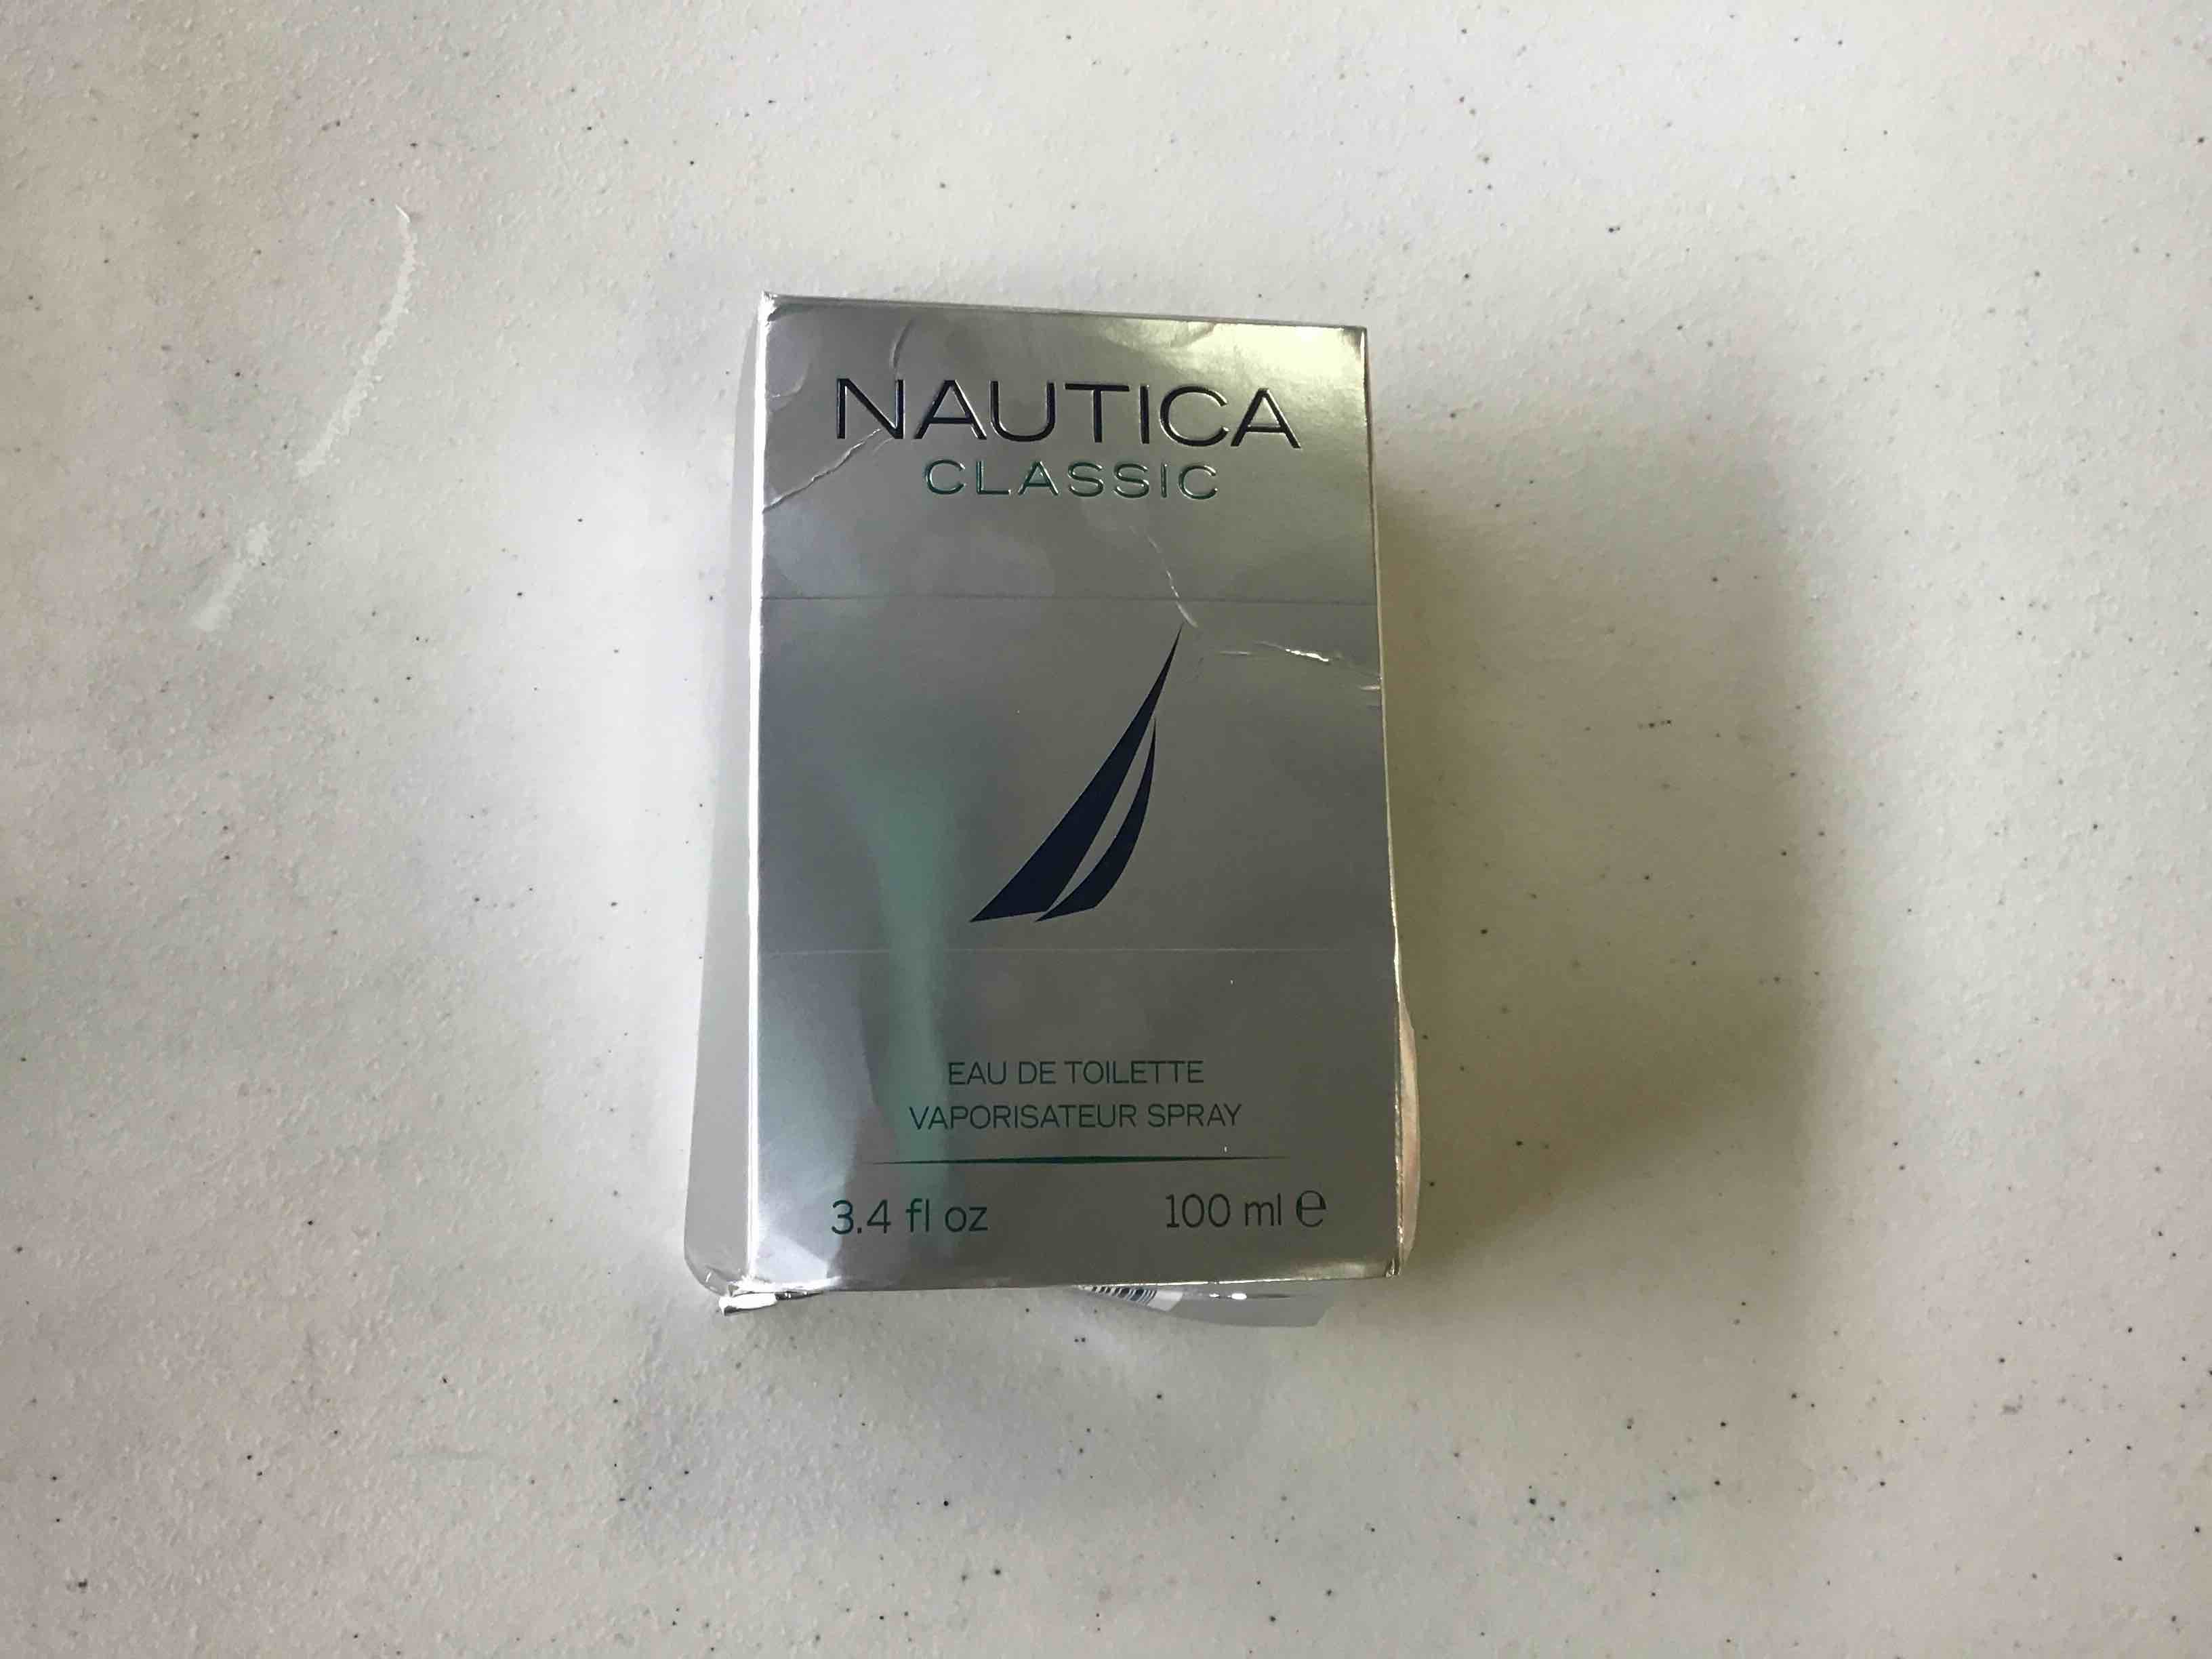 NAUTICA
CLASSIC
EAU DE TOILETTE
VAPORISATEUR SPRAY
3.4 fl oz 100 ml ℮